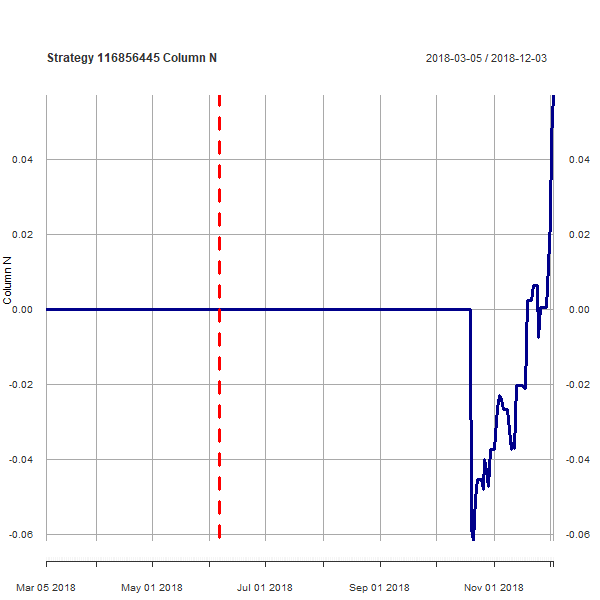 Strategy 116856445 Column N
2018-03-05 / 2018-12-03
Column N
0.04
0.02
0.00
-0.02
-0.04
-0.06
0.04
0.02
0.00
-0.02
-0.04
-0.06
Mar 05 2018
May 01 2018
Jul 01 2018
Sep 01 2018
Nov 01 2018